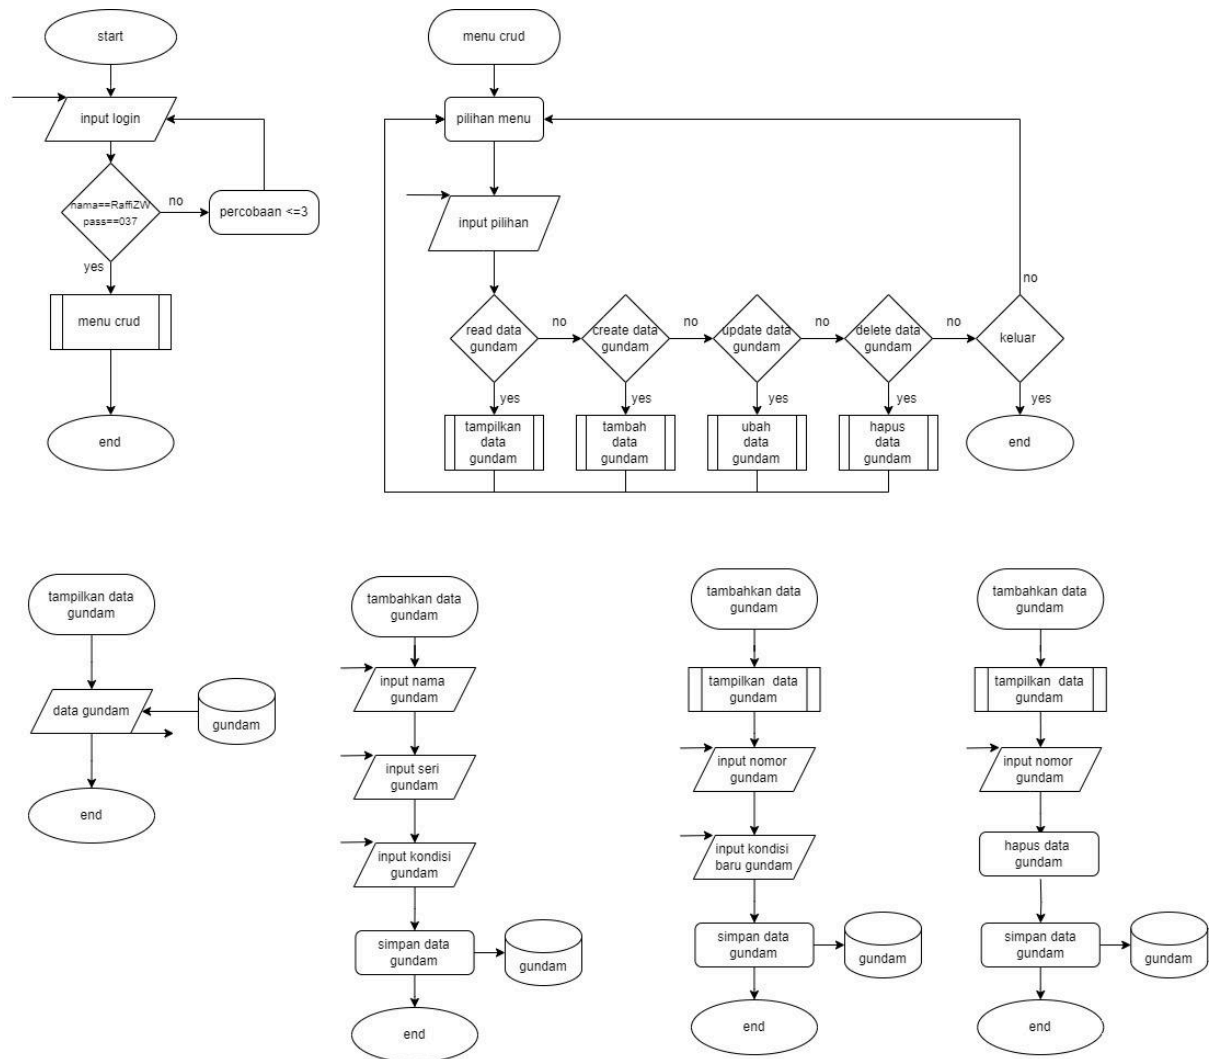 start
input login
nama==RaffiZW
pass==037
no
percobaan <=3
yes
menu crud
end
menu crud
pilihan menu
input pilihan
read data
gundam
no
create data
gundam
no
update data
gundam
no
delete data
gundam
no
keluar
no
yes
yes
yes
yes
yes
tampilkan
data
gundam
tambah
data
gundam
ubah
data
gundam
hapus
data
gundam
end
tampilkan data
gundam
data gundam
gundam
end
tambahkan data
gundam
input nama
gundam
input seri
gundam
input kondisi
gundam
simpan data
gundam
gundam
end
tambahkan data
gundam
tampilkan data
gundam
input nomor
gundam
input kondisi
baru gundam
simpan data
gundam
gundam
end
tambahkan data
gundam
tampilkan data
gundam
input nomor
gundam
hapus data
gundam
simpan data
gundam
gundam
end